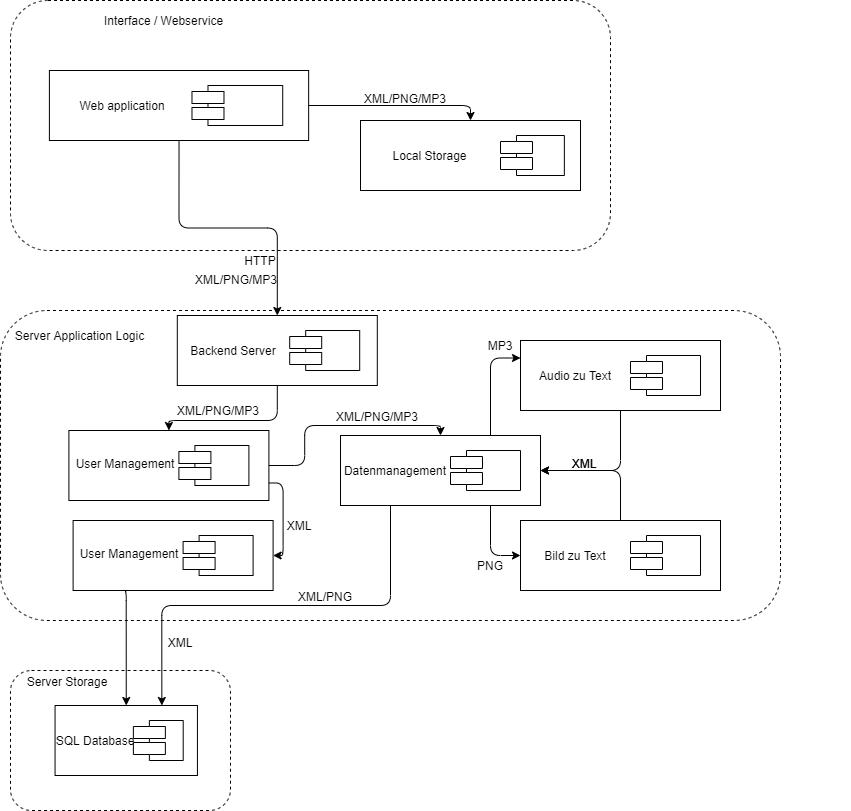 Interface / Webservice
Web application
XML/PNG/MP3
Local Storage
HTTP
XML/PNG/MP3
Server Application Logic
Backend Server
MP3
Audio zu Text
XML/PNG/MP3
XML/PNG/MP3
User Management
Datenmanagement
XML
XML
User Management
Bild zu Text
PNG
XML/PNG
XML
Server Storage
SQL Database